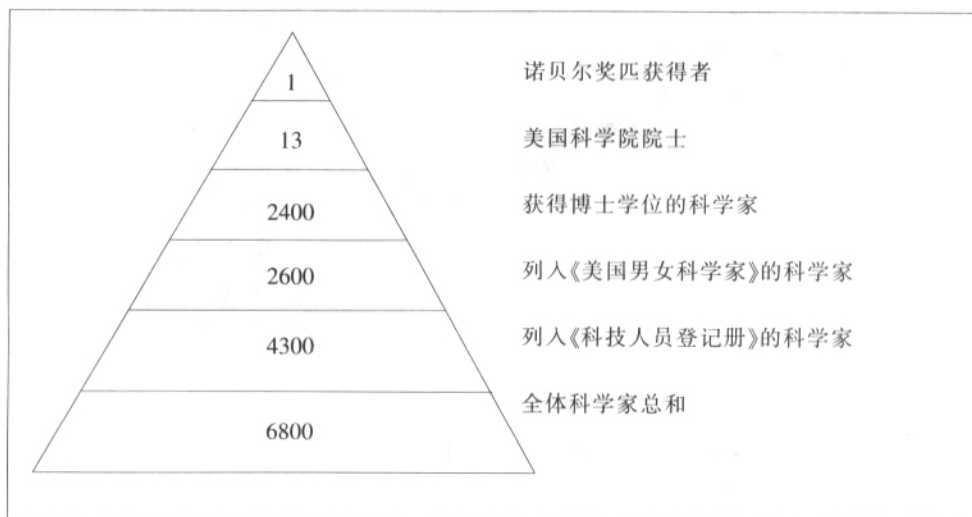 1
诺贝尔奖匹获得者
13
美国科学院院士
2400
获得博士学位的科学家
2600
列入《美国男女科学家》的科学家
4300
列入《科技人员登记册》的科学家
6800
全体科学家总和